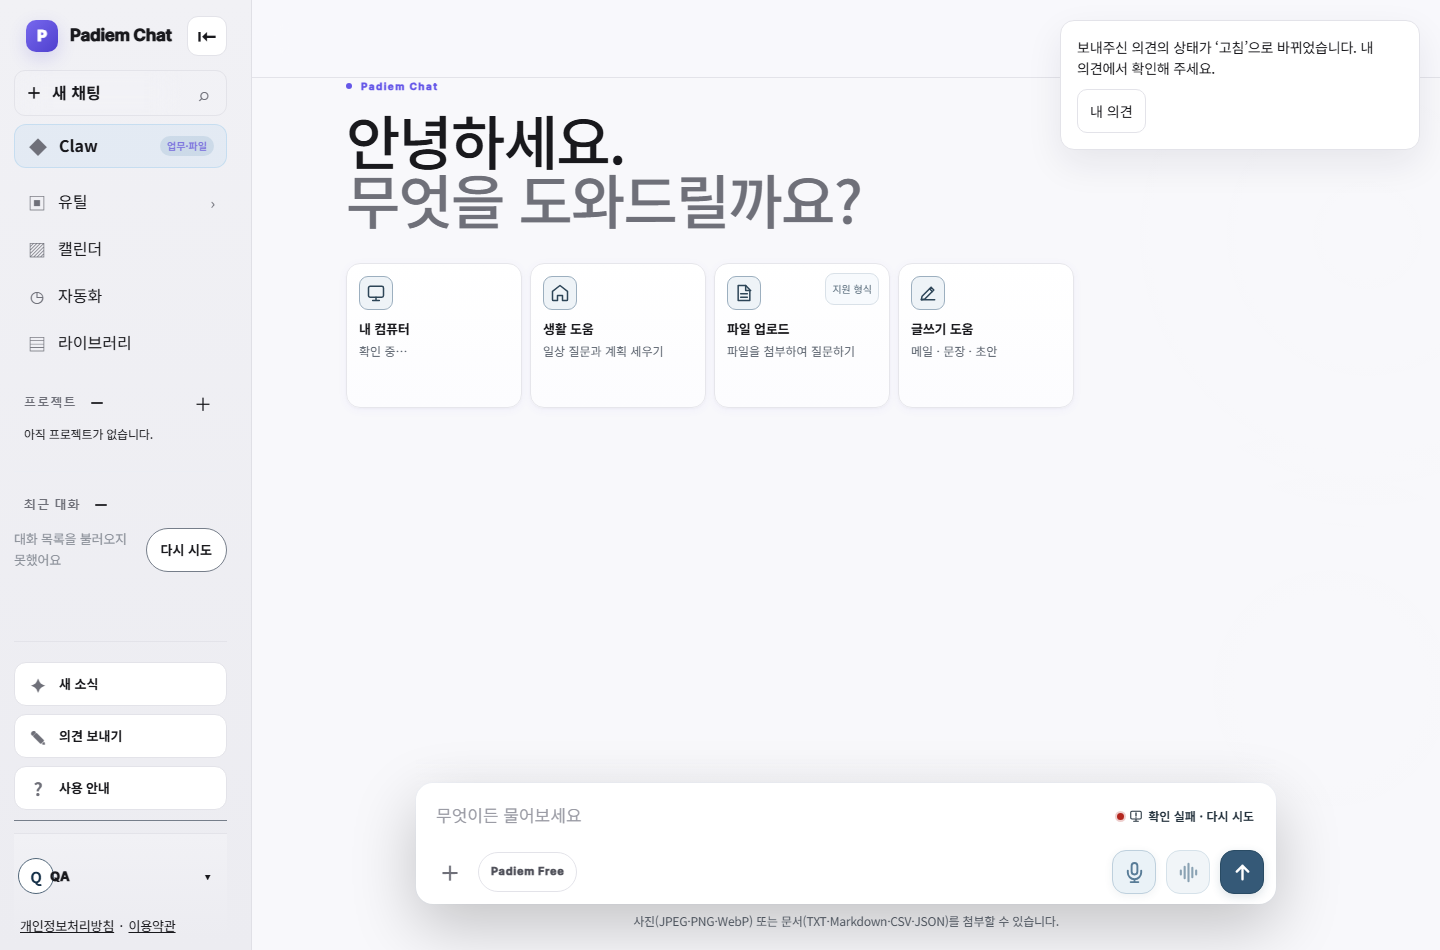 P Padiem Chat
+ 새 채팅
Claw 업무·파일
유틸 ›
캘린더
자동화
라이브러리
프로젝트 — +
아직 프로젝트가 없습니다.
최근 대화 —
대화 목록을 불러오지
못했어요
다시 시도
새 소식
의견 보내기
? 사용 안내
Q QA ▼
개인정보처리방침 · 이용약관
보내주신 의견의 상태가 ‘고침’으로 바뀌었습니다. 내
의견에서 확인해 주세요.
내 의견
Padiem Chat
안녕하세요.
무엇을 도와드릴까요?
내 컴퓨터
확인 중…
생활 도움
일상 질문과 계획 세우기
지원 형식
파일 업로드
파일을 첨부하여 질문하기
글쓰기 도움
메일 · 문장 · 초안
무엇이든 물어보세요
확인 실패 · 다시 시도
+ Padiem Free
사진(JPEG·PNG·WebP) 또는 문서(TXT·Markdown·CSV·JSON)를 첨부할 수 있습니다.